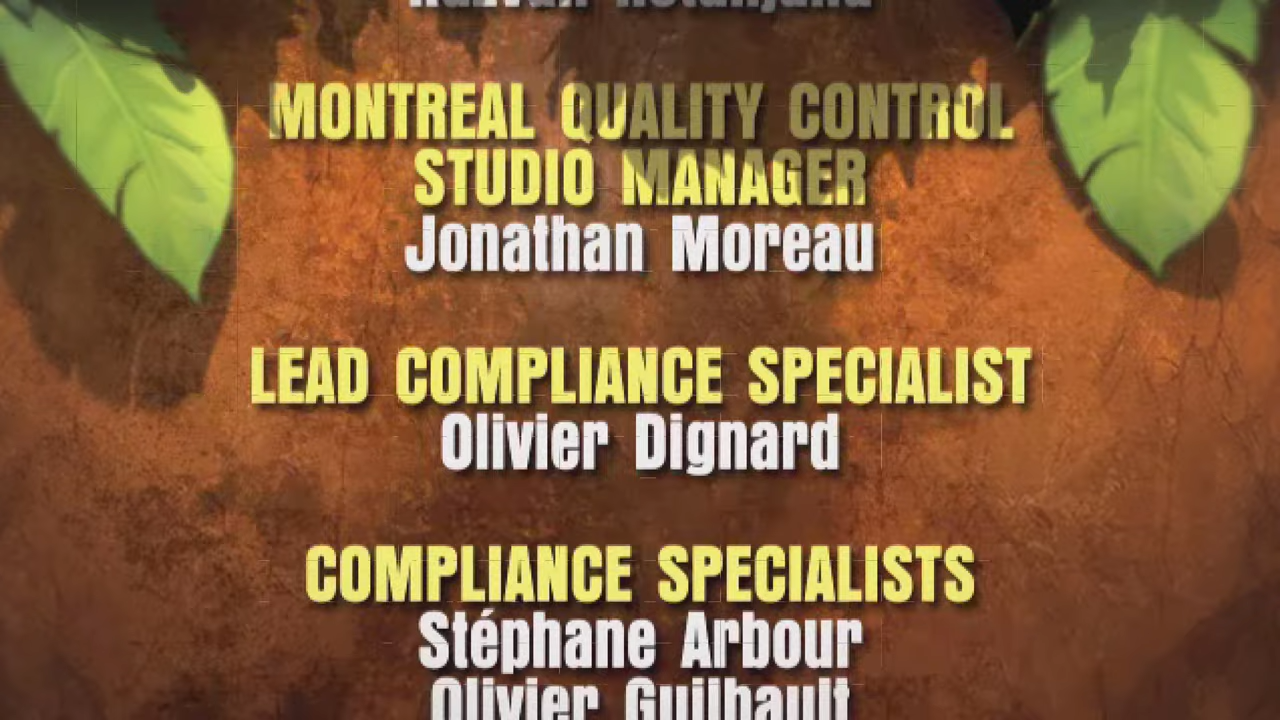 MONTREAL QUALITY CONTROL
STUDIO MANAGER
Jonathan Moreau
LEAD COMPLIANCE SPECIALIST
Olivier Dignard
COMPLIANCE SPECIALISTS
Stéphane Arbour
Olivier Guilbault